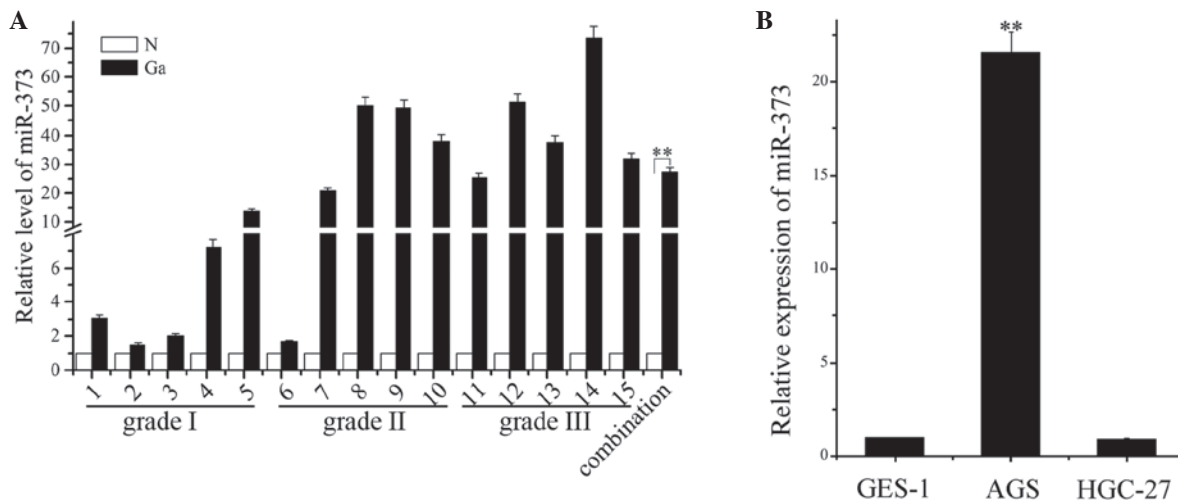 A
N
Ga
Relative level of miR-373
70
60
50
40
30
20
10
6
4
2
0
1 2 3 4 5 6 7 8 9 10 11 12 13 14 15 combination
grade I grade II grade III
**
B
**
Relative expression of miR-373
20
15
10
5
0
GES-1 AGS HGC-27